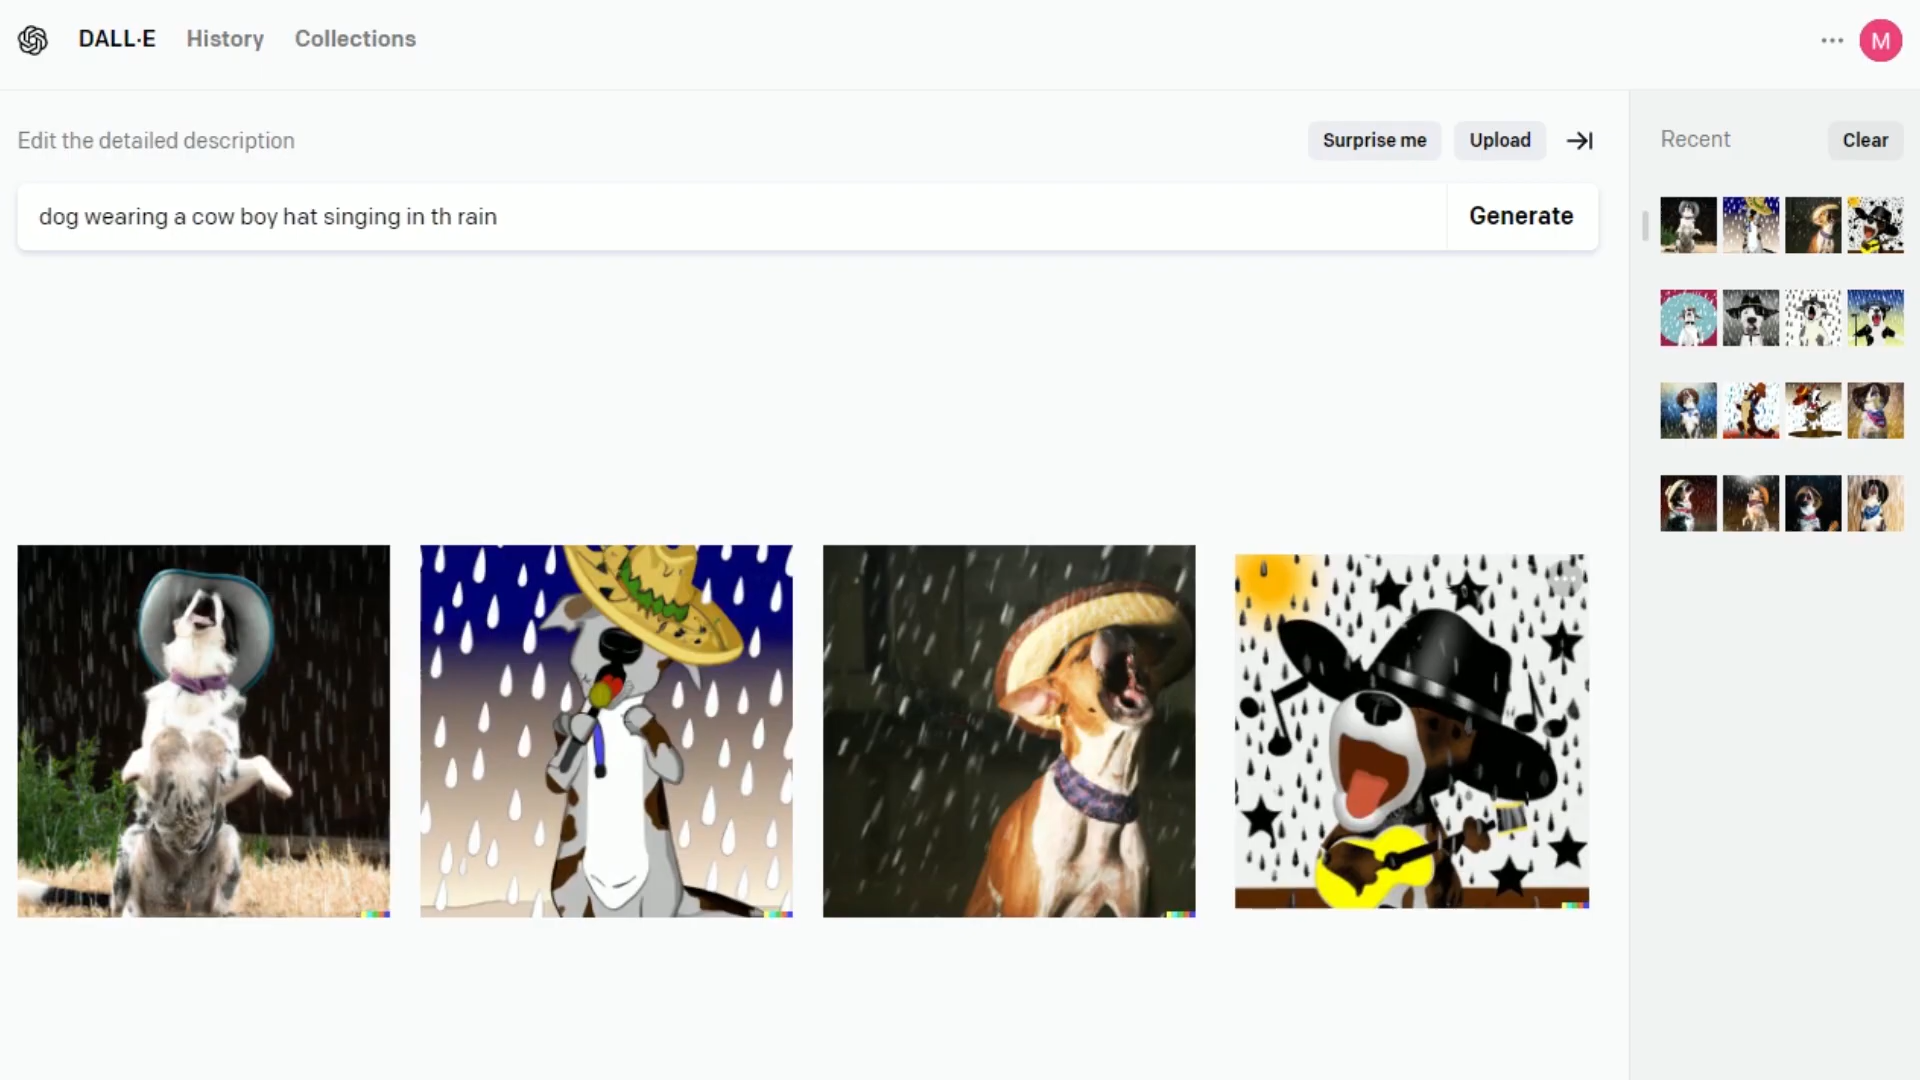 DALL·E History Collections
M
Edit the detailed description
Surprise me
Upload
Recent
Clear
dog wearing a cow boy hat singing in th rain
Generate